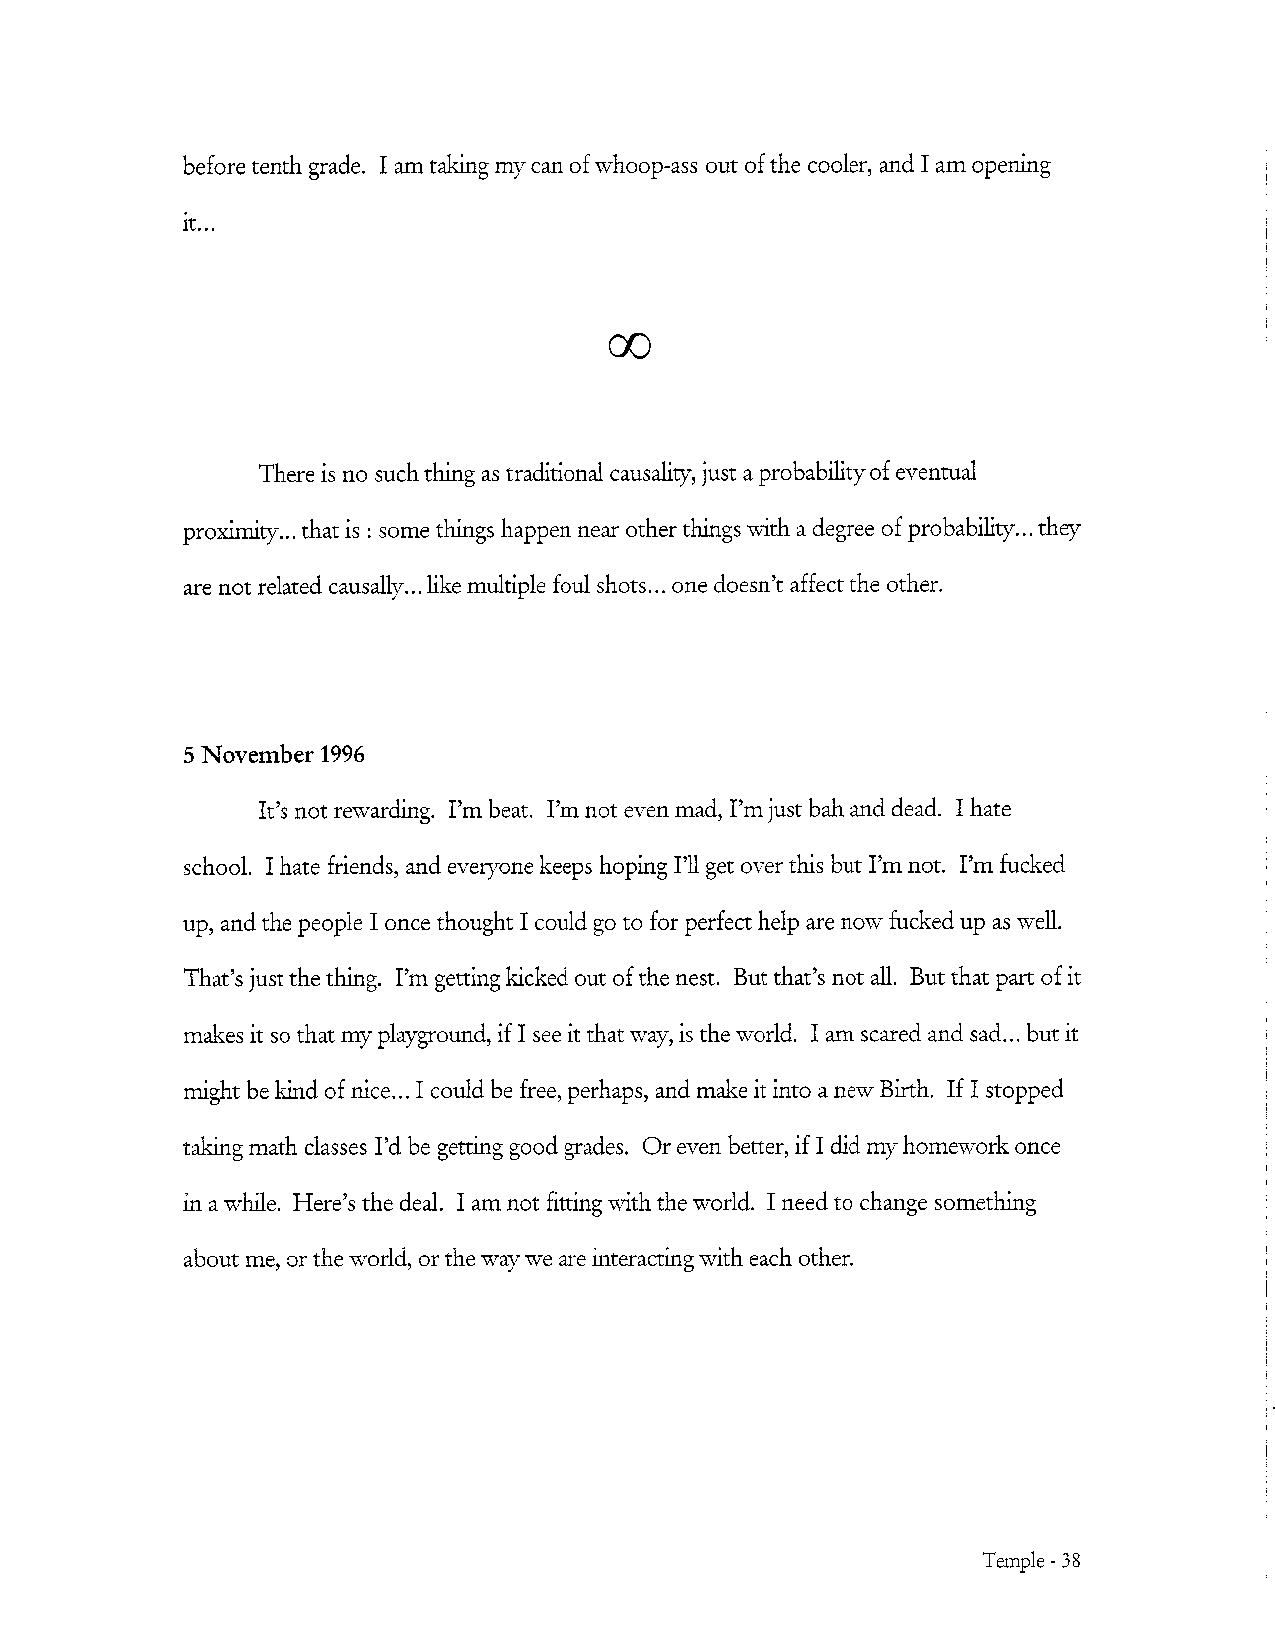 before tenth grade.  I am taking my can of whoop-ass out of the cooler, and I am opening
it...
∞
There is no such thing as traditional causality, just a probability of eventual
proximity... that is : some things happen near other things with a degree of probability... they
are not related causally... like multiple foul shots... one doesn't affect the other.
5 November 1996
It's not rewarding.  I'm beat.  I'm not even mad, I'm just bah and dead.  I hate
school.  I hate friends, and everyone keeps hoping I'll get over this but I'm not.  I'm fucked
up, and the people I once thought I could go to for perfect help are now fucked up as well.
That's just the thing.  I'm getting kicked out of the nest.  But that's not all.  But that part of it
makes it so that my playground, if I see it that way, is the world.  I am scared and sad... but it
might be kind of nice... I could be free, perhaps, and make it into a new Birth.  If I stopped
taking math classes I'd be getting good grades.  Or even better, if I did my homework once
in a while.  Here's the deal.  I am not fitting with the world.  I need to change something
about me, or the world, or the way we are interacting with each other.
Temple - 38